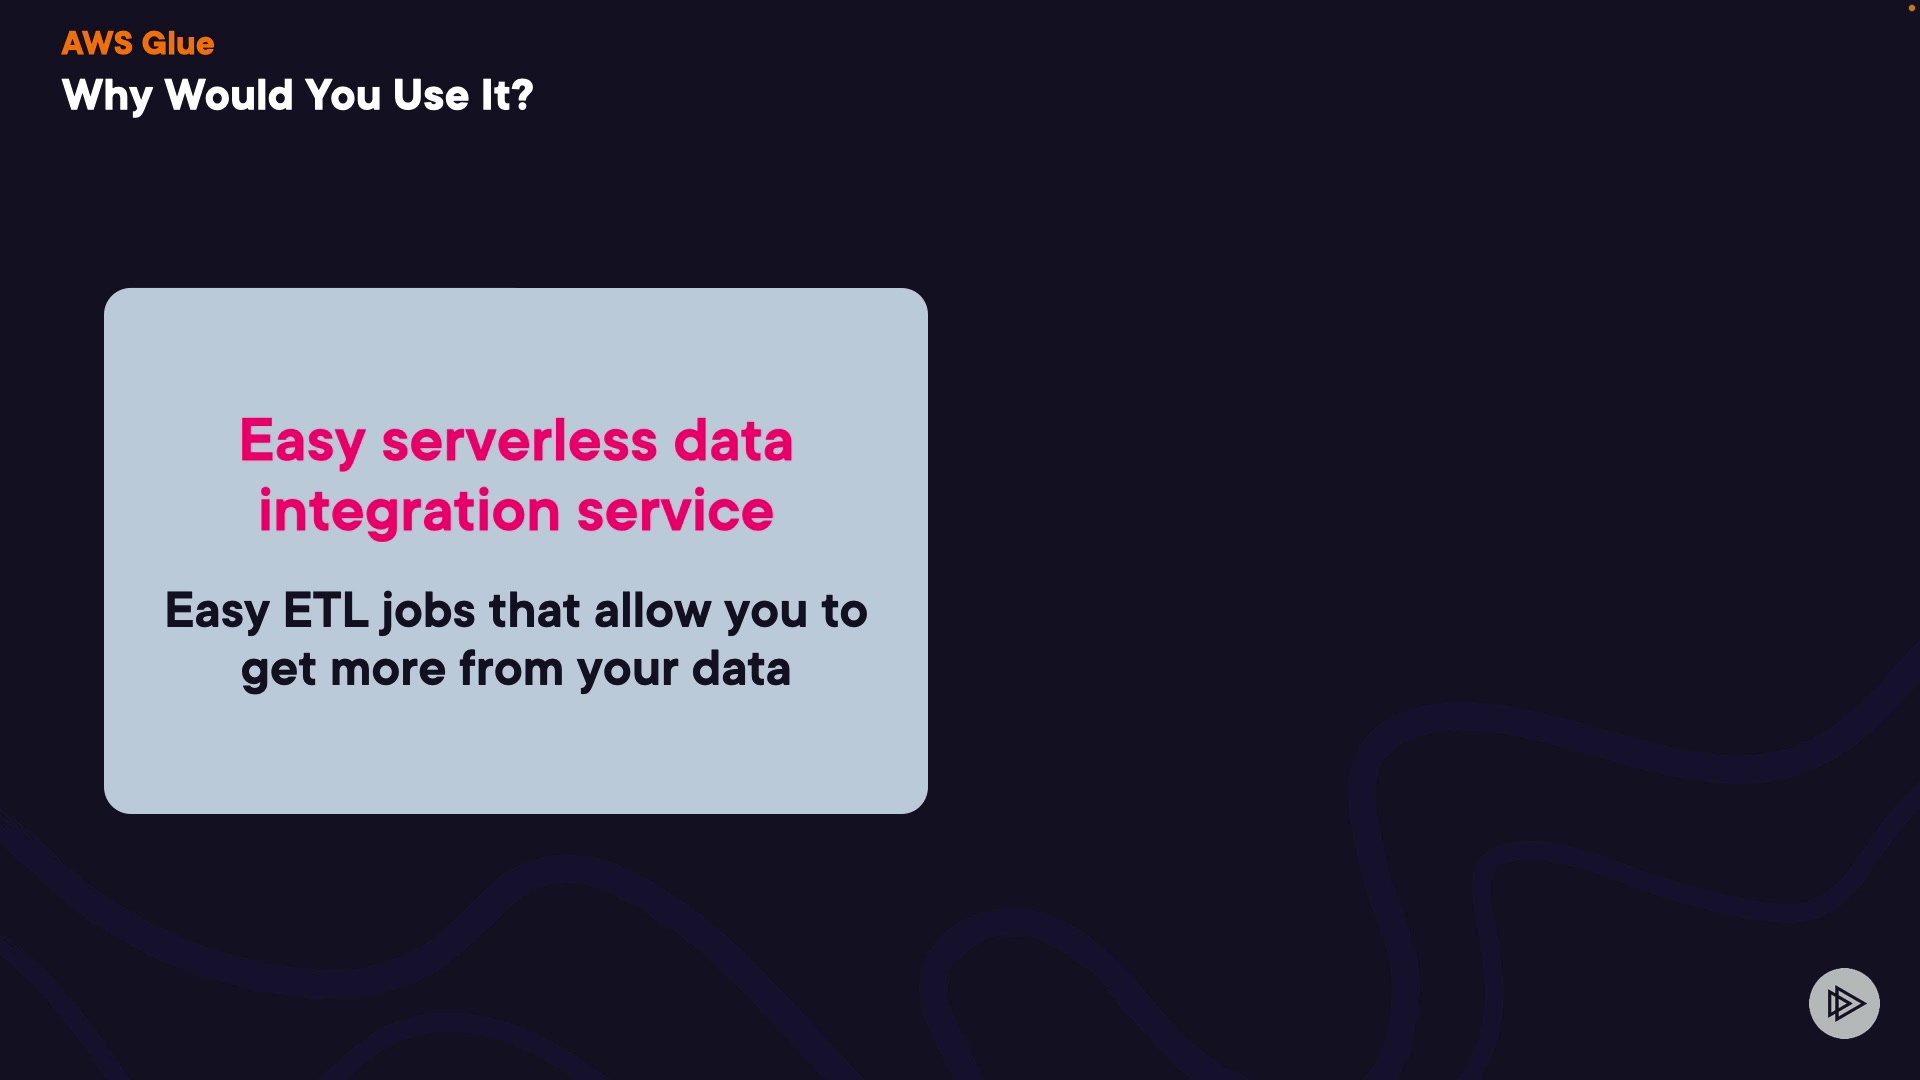 AWS Glue
Why Would You Use It?
Easy serverless data
integration service
Easy ETL jobs that allow you to
get more from your data